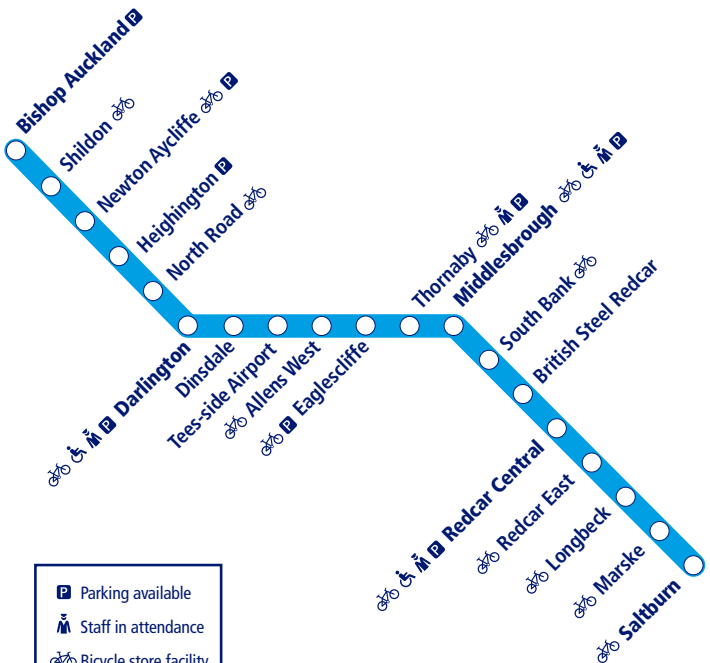 Bishop Auckland P
Shildon
Newton Aycliffe P
Heighington P
North Road
Darlington P
Dinsdale
Tees-side Airport
Allens West
Eaglescliffe P
Thornaby P
Middlesbrough P
South Bank
British Steel Redcar
Redcar Central P
Redcar East
Longbeck
Marske
Saltburn
P Parking available
Staff in attendance
Bicycle store facility